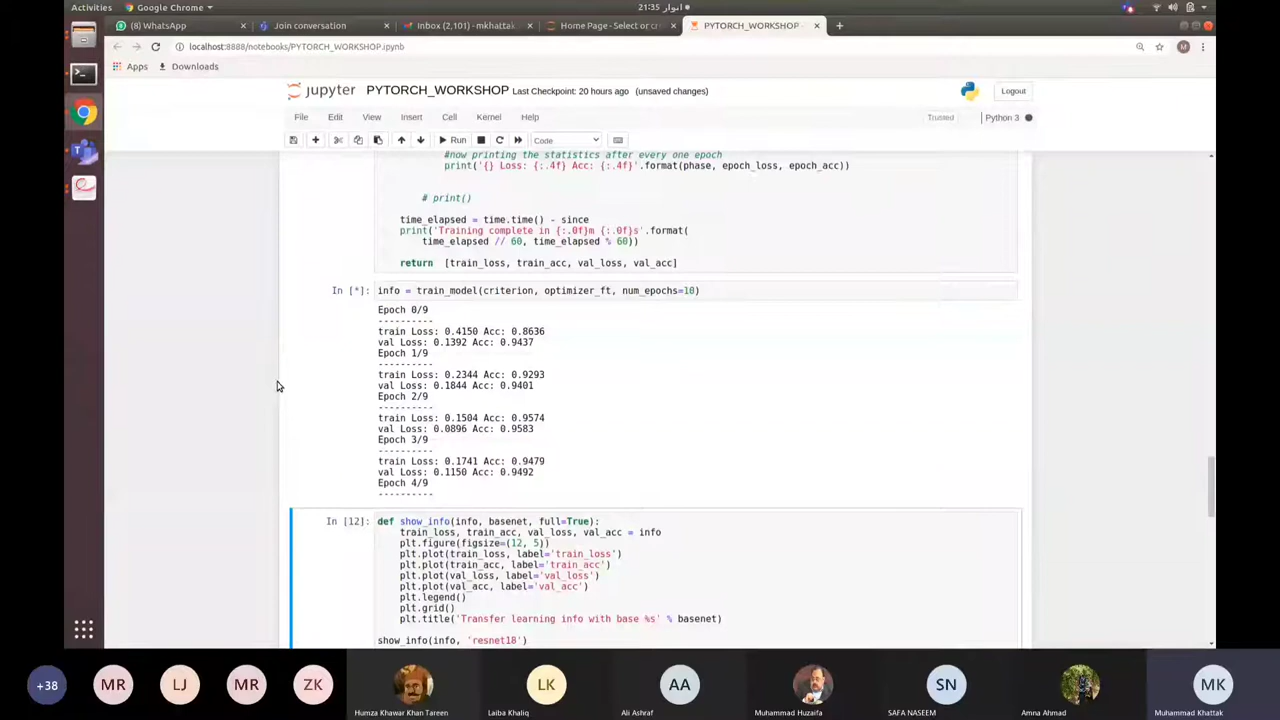 Activities
Google Chrome
21:35 اتوار
(18) WhatsApp
Join conversation
Inbox (2,101) - mkhattak
Home Page - Select or cr
PYTORCH_WORKSHOP
localhost:8888/notebooks/PYTORCH_WORKSHOP.ipynb
M
Apps
Downloads
jupyter PYTORCH_WORKSHOP Last Checkpoint: 20 hours ago (unsaved changes)
Logout
File Edit View Insert Cell Kernel Help
Trusted
Python 3
Run
Code
#now printing the statistics after every one epoch
print('{} Loss: {:.4f} Acc: {:.4f}'.format(phase, epoch_loss, epoch_acc))
# print()
time_elapsed = time.time() - since
print('Training complete in {:.0f}m {:.0f}s'.format(
time_elapsed // 60, time_elapsed % 60))
return [train_loss, train_acc, val_loss, val_acc]
In [*]: info = train_model(criterion, optimizer_ft, num_epochs=10)
Epoch 0/9
----------
train Loss: 0.4150 Acc: 0.8636
val Loss: 0.1392 Acc: 0.9437
Epoch 1/9
----------
train Loss: 0.2344 Acc: 0.9293
val Loss: 0.1844 Acc: 0.9401
Epoch 2/9
----------
train Loss: 0.1504 Acc: 0.9574
val Loss: 0.0896 Acc: 0.9583
Epoch 3/9
----------
train Loss: 0.1741 Acc: 0.9479
val Loss: 0.1150 Acc: 0.9492
Epoch 4/9
----------
In [12]: def show_info(info, basenet, full=True):
train_loss, train_acc, val_loss, val_acc = info
plt.figure(figsize=(12, 5))
plt.plot(train_loss, label='train_loss')
plt.plot(train_acc, label='train_acc')
plt.plot(val_loss, label='val_loss')
plt.plot(val_acc, label='val_acc')
plt.legend()
plt.grid()
plt.title('Transfer learning info with base %s' % basenet)
show_info(info, 'resnet18')
+38
MR
LJ
MR
ZK
Humza Khawar Khan Tareen
LK
Laiba Khaliq
AA
Ali Ashraf
Muhammad Huzaifa
SN
SAFA NASEEM
Amna Ahmad
MK
Muhammad Khattak